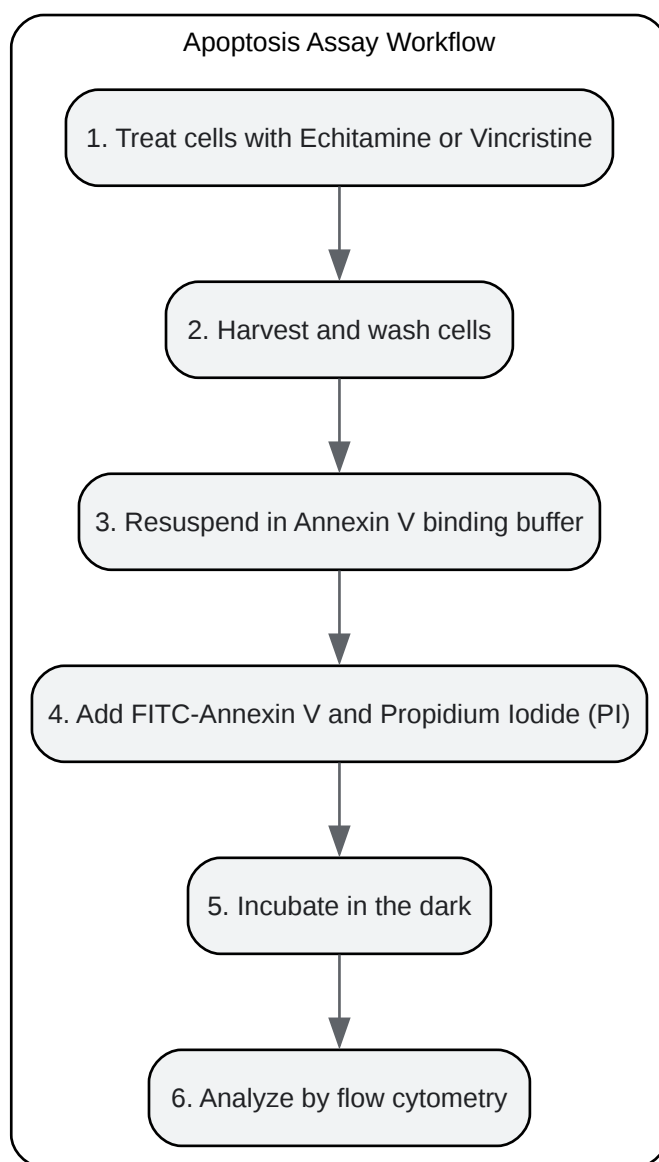 Apoptosis Assay Workflow
1. Treat cells with Echitamine or Vincristine
2. Harvest and wash cells
3. Resuspend in Annexin V binding buffer
4. Add FITC-Annexin V and Propidium Iodide (PI)
5. Incubate in the dark
6. Analyze by flow cytometry